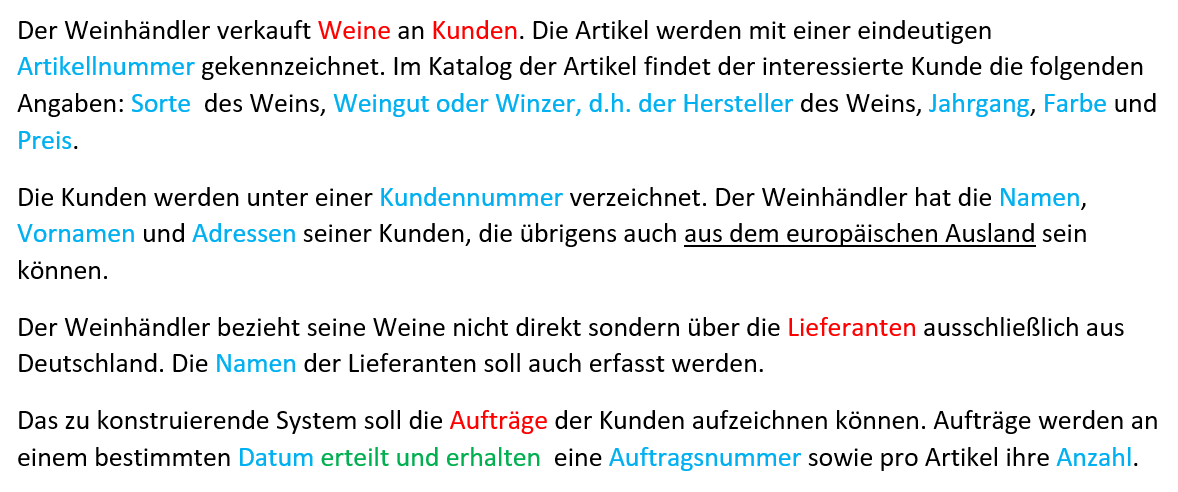 Der Weinhändler verkauft Weine an Kunden. Die Artikel werden mit einer eindeutigen
Artikellnummer gekennzeichnet. Im Katalog der Artikel findet der interessierte Kunde die folgenden
Angaben: Sorte des Weins, Weingut oder Winzer, d.h. der Hersteller des Weins, Jahrgang, Farbe und
Preis.
Die Kunden werden unter einer Kundennummer verzeichnet. Der Weinhändler hat die Namen,
Vornamen und Adressen seiner Kunden, die übrigens auch aus dem europäischen Ausland sein
können.
Der Weinhändler bezieht seine Weine nicht direkt sondern über die Lieferanten ausschließlich aus
Deutschland. Die Namen der Lieferanten soll auch erfasst werden.
Das zu konstruierende System soll die Aufträge der Kunden aufzeichnen können. Aufträge werden an
einem bestimmten Datum erteilt und erhalten eine Auftragsnummer sowie pro Artikel ihre Anzahl.